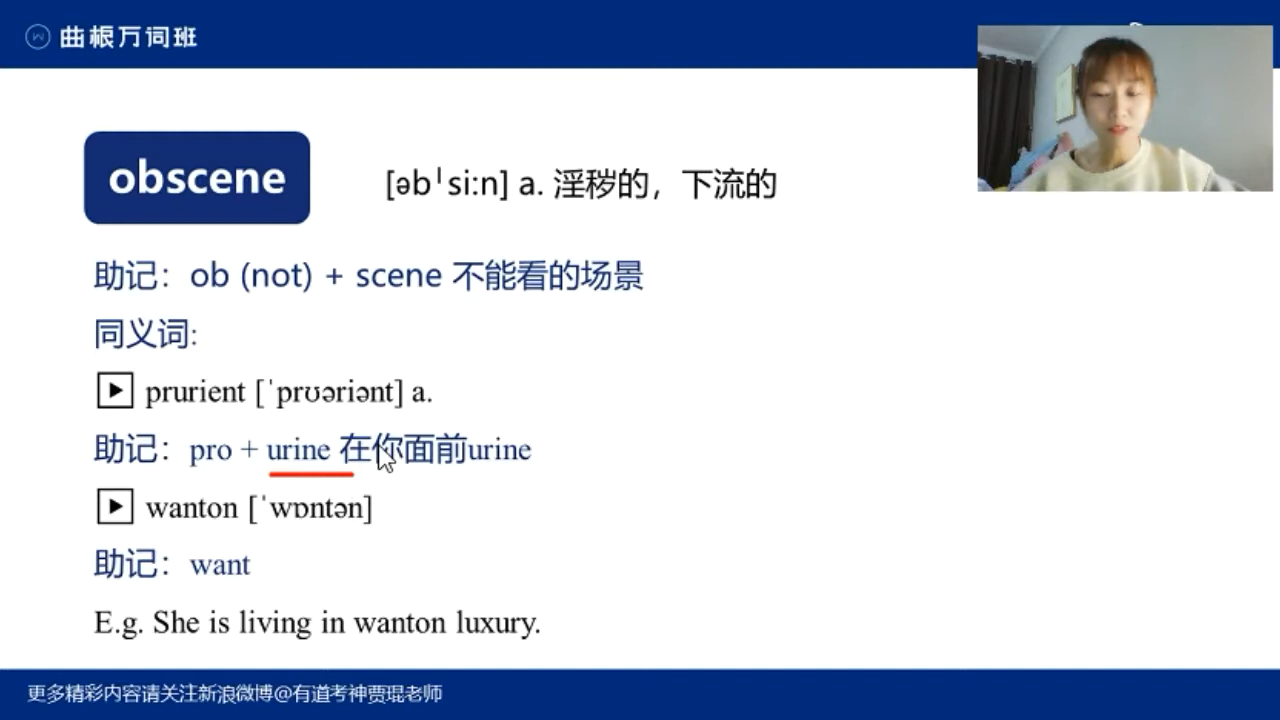 曲根万词班
obscene
[əbˈsiːn] a. 淫秽的，下流的
助记：ob (not) + scene 不能看的场景
同义词:
prurient [ˈprʊəriənt] a.
助记：pro + urine 在你面前urine
wanton [ˈwɒntən]
助记：want
E.g. She is living in wanton luxury.
更多精彩内容请关注新浪微博@有道考神贾琨老师